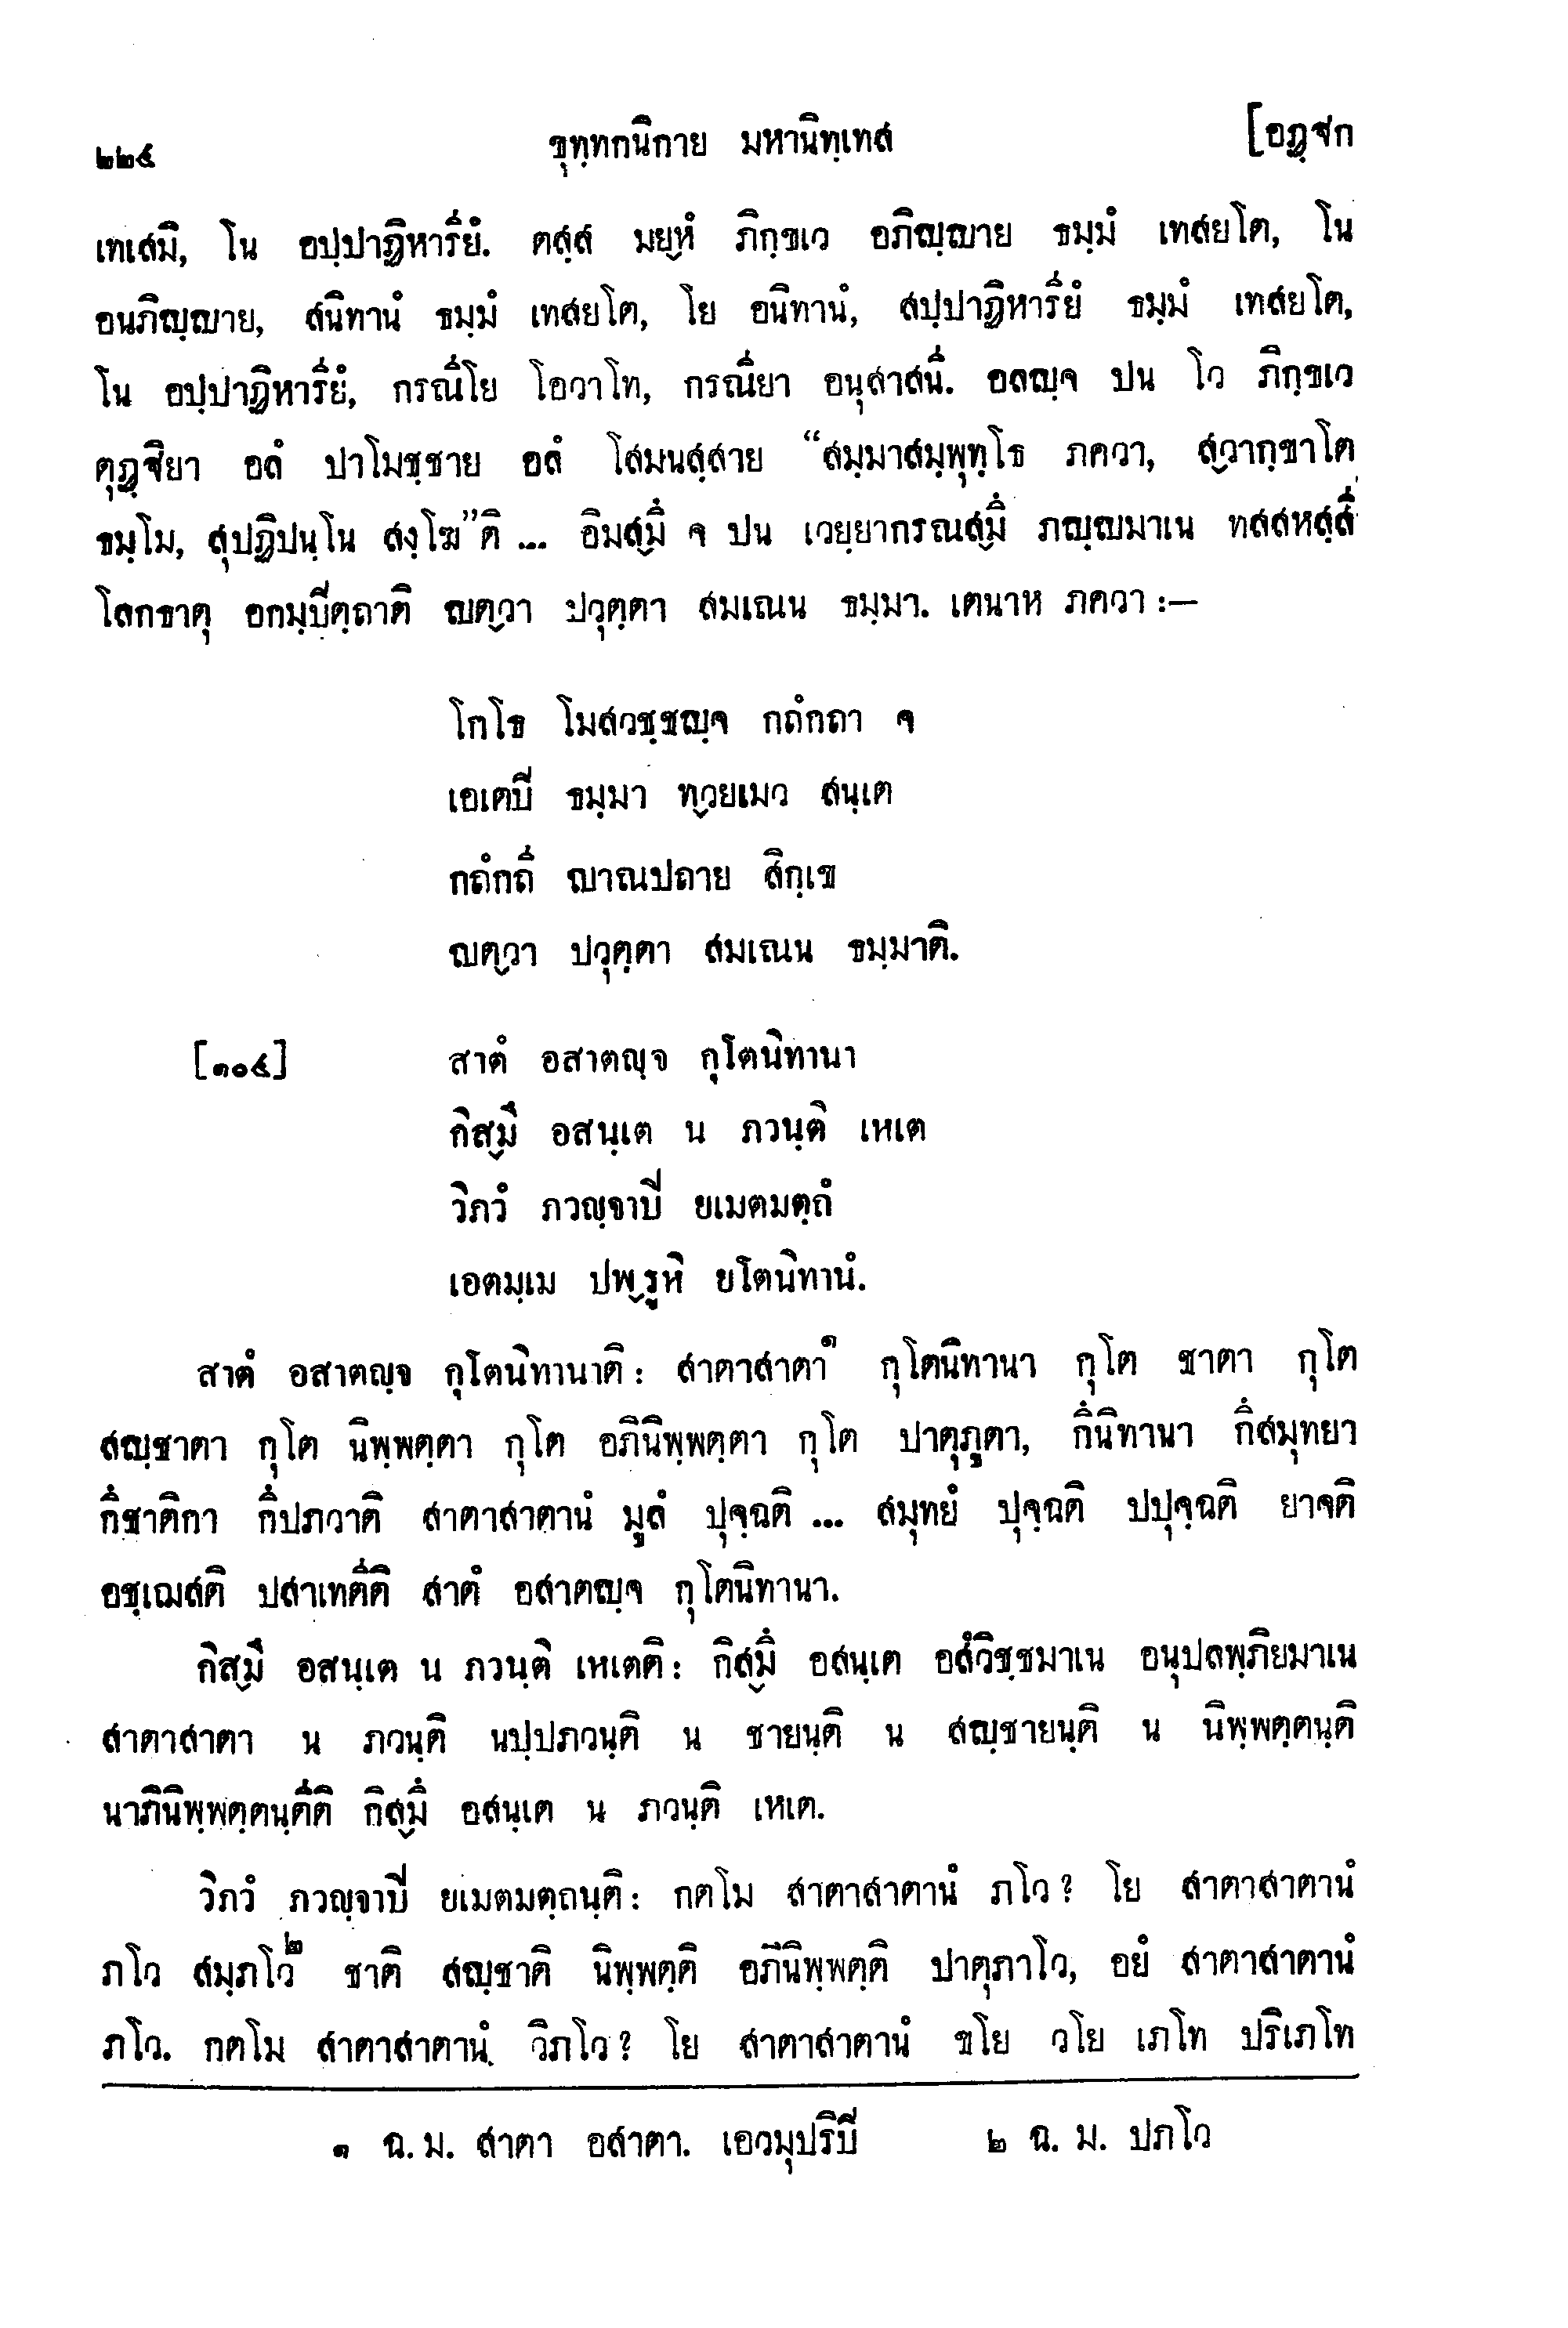 ๒๒๔ ขุทฺทกนิกาย มหานิทฺเทส [อฏฺฐก
เทเสมิ, โน อปฺปาฏิหาริยํ. ตสฺส มย๎หํ ภิกฺขเว อภิญฺญาย ธมฺมํ เทสยโต, โน
อนภิญฺญาย, สนิทานํ ธมฺมํ เทสยโต, โย อนิทานํ, สปฺปาฏิหาริยํ ธมฺมํ เทสยโต,
โน อปฺปาฏิหาริยํ, กรณีโย โอวาโท, กรณียา อนุสาสนี. อลญฺจ ปน โว ภิกฺขเว
ตุฏฺฐิยา อลํ ปาโมชฺชาย อลํ โสมนสฺสาย “สมฺมาสมฺพุทฺโธ ภควา, ส๎วากฺขาโต
ธมฺโม, สุปฏิปนฺโน สงฺโฆ”ติ ... อิมส๎มึ จ ปน เวยฺยากรณส๎มึ ภญฺญมาเน ทสสหสฺสี
โลกธาตุ อกมฺปิตฺถาติ ญต๎วา ปวุตฺตา สมเณน ธมฺมา. เตนาห ภควา :—
โกโธ โมสวชฺชญฺจ กถํกถา จ
เอเตปิ ธมฺมา ท๎วยเมว สนฺเต
กถํกถี ญาณปถาย สิกฺเข
ญต๎วา ปวุตฺตา สมเณน ธมฺมาติ.
[๑๐๔] สาตํ อสาตญฺจ กุโตนิทานา
กิส๎มึ อสนฺเต น ภวนฺติ เหเต
วิภวํ ภวญฺจาปิ ยเมตมตฺถํ
เอตมฺเม ปพ๎รูหิ ยโตนิทานํ.
สาตํ อสาตญฺจ กุโตนิทานาติ: สาตาสาตา๑ กุโตนิทานา กุโต ชาตา กุโต
สญฺชาตา กุโต นิพฺพตฺตา กุโต อภินิพฺพตฺตา กุโต ปาตุภูตา, กึนิทานา กึสมุทยา
กึชาติกา กึปภวาติ สาตาสาตานํ มูลํ ปุจฺฉติ ... สมุทยํ ปุจฺฉติ ปปุจฺฉติ ยาจติ
อชฺเฌสติ ปสาเทตีติ สาตํ อสาตญฺจ กุโตนิทานา.
กิส๎มึ อสนฺเต น ภวนฺติ เหเตติ: กิส๎มึ อสนฺเต อสํวิชฺชมาเน อนุปลพฺภิยมาเน
สาตาสาตา น ภวนฺติ นปฺปภวนฺติ น ชายนฺติ น สญฺชายนฺติ น นิพฺพตฺตนฺติ
นาภินิพฺพตฺตนฺตีติ กิส๎มึ อสนฺเต น ภวนฺติ เหเต.
วิภวํ ภวญฺจาปิ ยเมตมตฺถนฺติ: กตโม สาตาสาตานํ ภโว ? โย สาตาสาตานํ
ภโว สมฺภโว๒ ชาติ สญฺชาติ นิพฺพตฺติ อภินิพฺพตฺติ ปาตุภาโว, อยํ สาตาสาตานํ
ภโว. กตโม สาตาสาตานํ วิภโว ? โย สาตาสาตานํ ขโย วโย เภโท ปริเภโท
๑ ฉ. ม. สาตา อสาตา. เอวมุปริปิ ๒ ฉ. ม. ปภโว